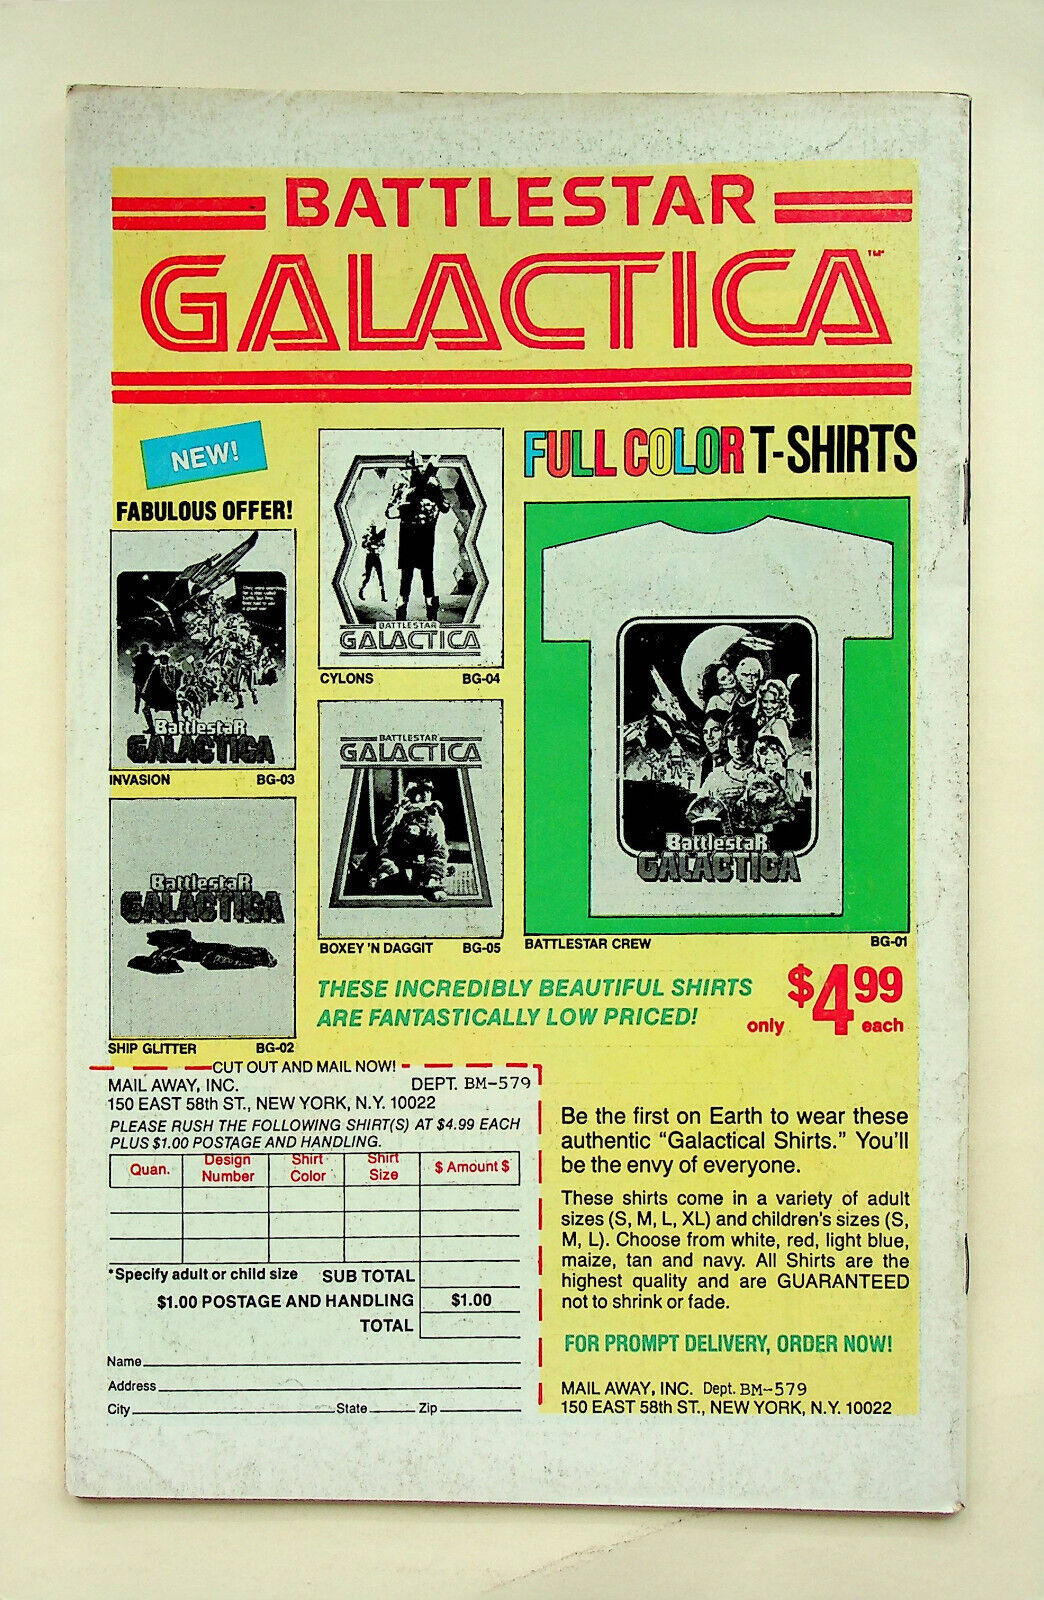 BATTLESTAR
GALACTICA™
NEW!
FABULOUS OFFER!
FULL COLOR T-SHIRTS
Battlestar
GALACTICA
INVASION BG-03
BATTLESTAR
GALACTICA
CYLONS BG-04
Battlestar
GALACTICA
SHIP GLITTER BG-02
BATTLESTAR
GALACTICA
BOXEY 'N DAGGIT BG-05
Battlestar
GALACTICA
BATTLESTAR CREW BG-01
THESE INCREDIBLY BEAUTIFUL SHIRTS
ARE FANTASTICALLY LOW PRICED!
only $4.99 each
CUT OUT AND MAIL NOW!
MAIL AWAY, INC. DEPT. BM-579
150 EAST 58th ST., NEW YORK, N.Y. 10022
PLEASE RUSH THE FOLLOWING SHIRT(S) AT $4.99 EACH
PLUS $1.00 POSTAGE AND HANDLING.
Quan. Design Number Shirt Color Shirt Size $ Amount $
*Specify adult or child size SUB TOTAL
$1.00 POSTAGE AND HANDLING $1.00
TOTAL
Name
Address
City State Zip
Be the first on Earth to wear these
authentic "Galactical Shirts." You'll
be the envy of everyone.
These shirts come in a variety of adult
sizes (S, M, L, XL) and children's sizes (S,
M, L). Choose from white, red, light blue,
maize, tan and navy. All Shirts are the
highest quality and are GUARANTEED
not to shrink or fade.
FOR PROMPT DELIVERY, ORDER NOW!
MAIL AWAY, INC. Dept. BM-579
150 EAST 58th ST., NEW YORK, N.Y. 10022